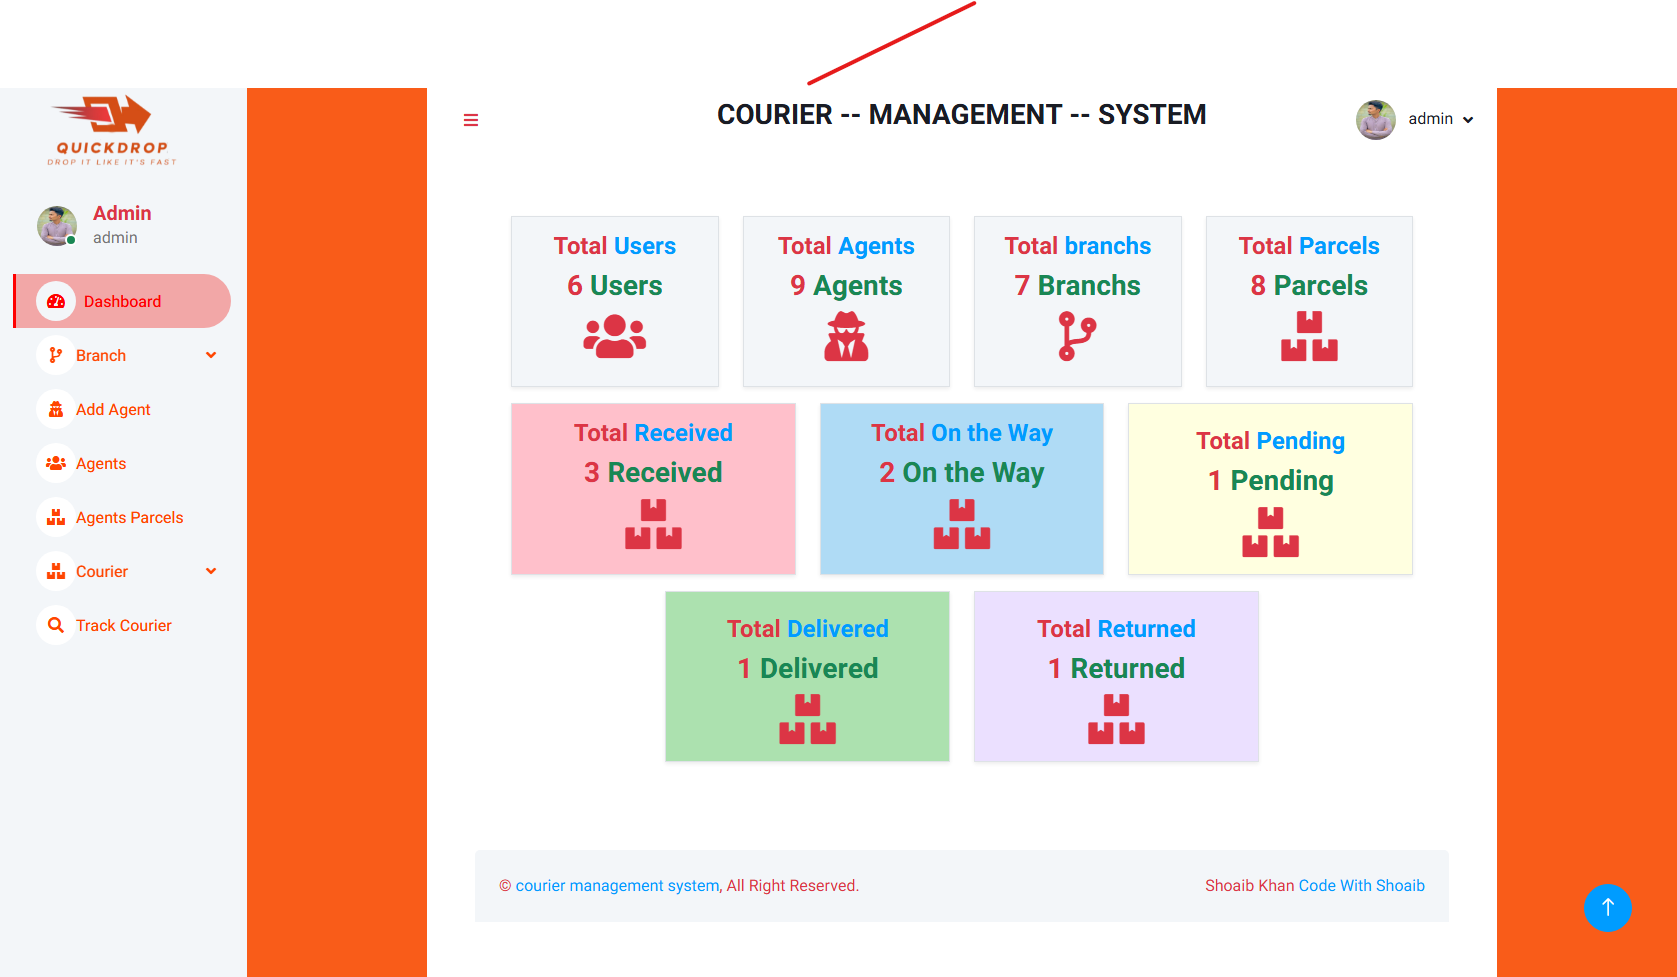 QUICKDROP
DROP IT LIKE IT'S FAST
Admin
admin
Dashboard
Branch
Add Agent
Agents
Agents Parcels
Courier
Track Courier
COURIER -- MANAGEMENT -- SYSTEM
admin
Total Users
6 Users
Total Agents
9 Agents
Total branchs
7 Branchs
Total Parcels
8 Parcels
Total Received
3 Received
Total On the Way
2 On the Way
Total Pending
1 Pending
Total Delivered
1 Delivered
Total Returned
1 Returned
© courier management system, All Right Reserved.
Shoaib Khan Code With Shoaib